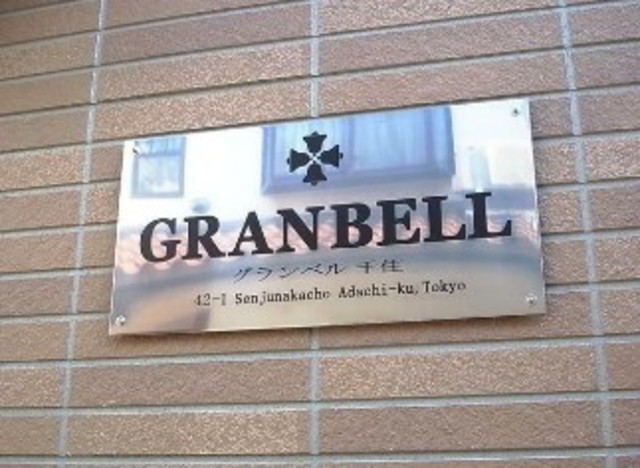 GRANBELL
グランベル 千住
42-1 Senjunakacho Adachi-ku, Tokyo